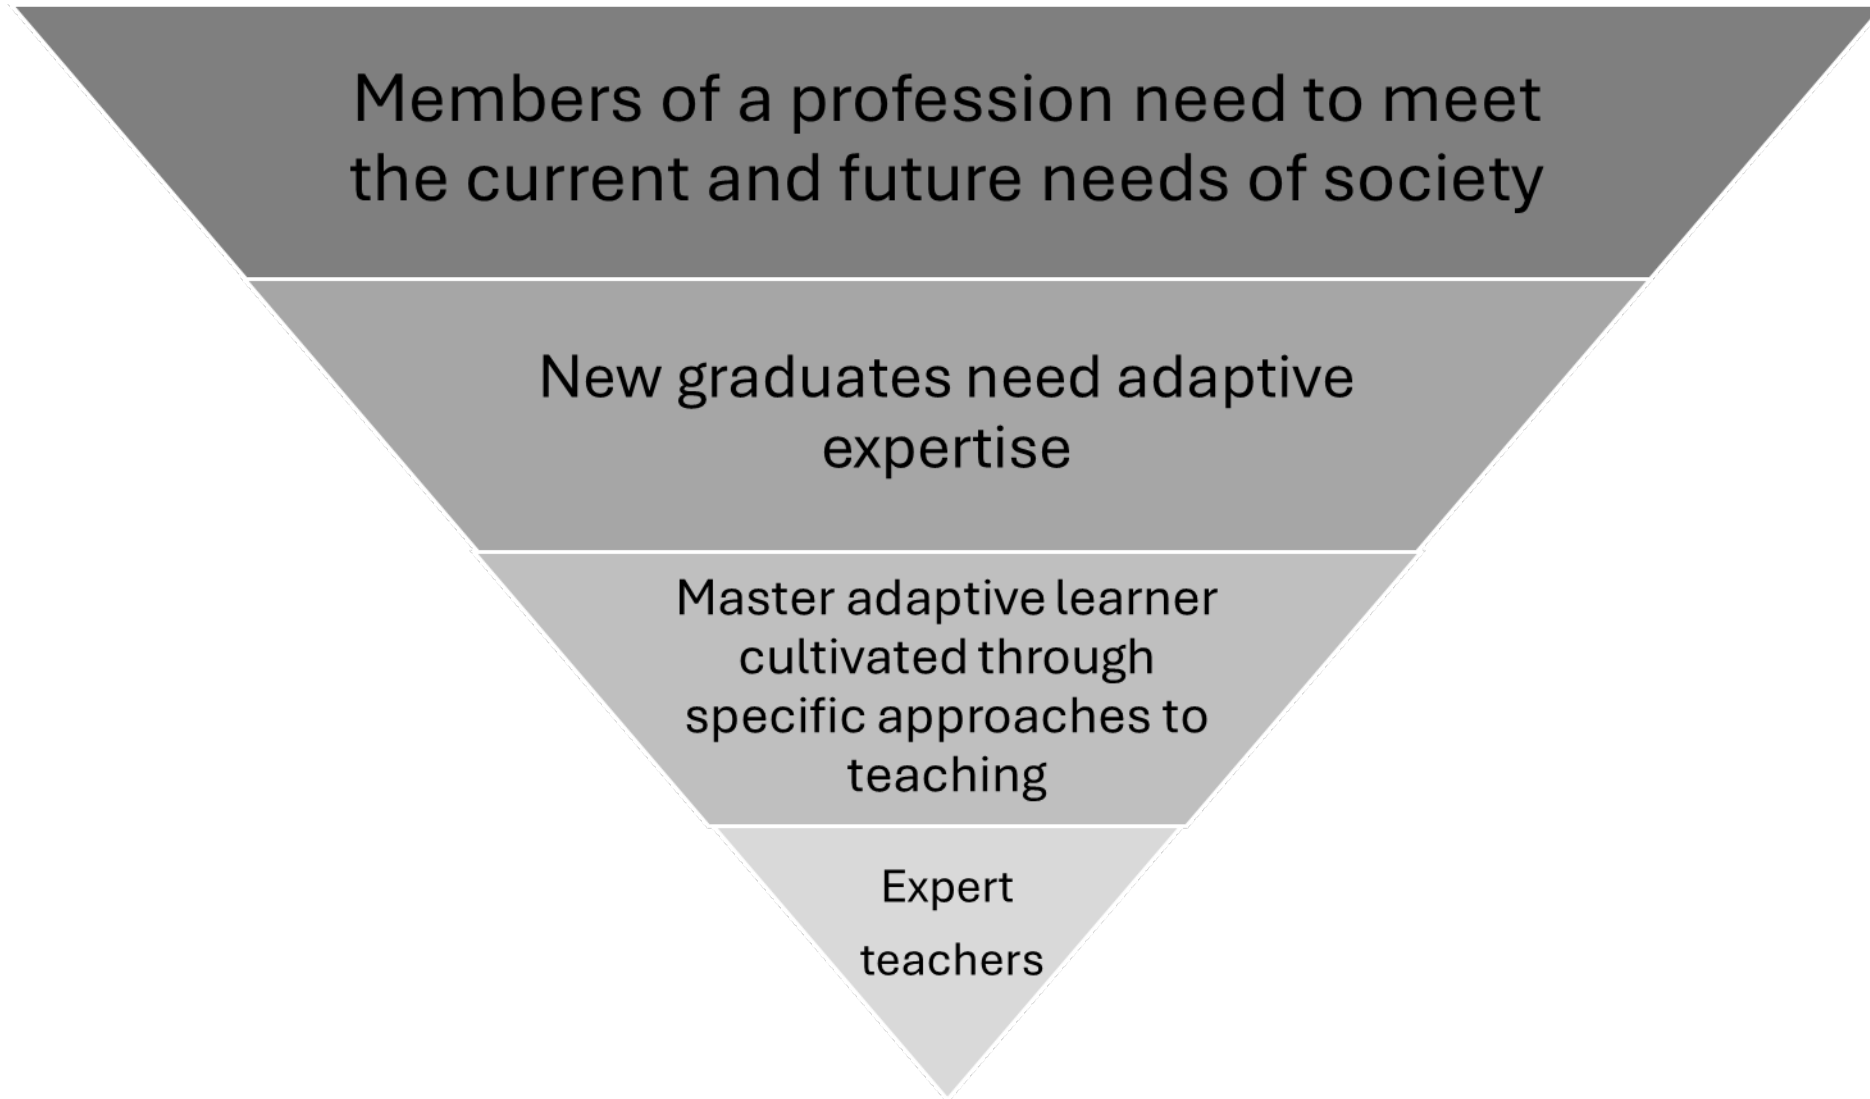 Members of a profession need to meet
the current and future needs of society
New graduates need adaptive
expertise
Master adaptive learner
cultivated through
specific approaches to
teaching
Expert
teachers